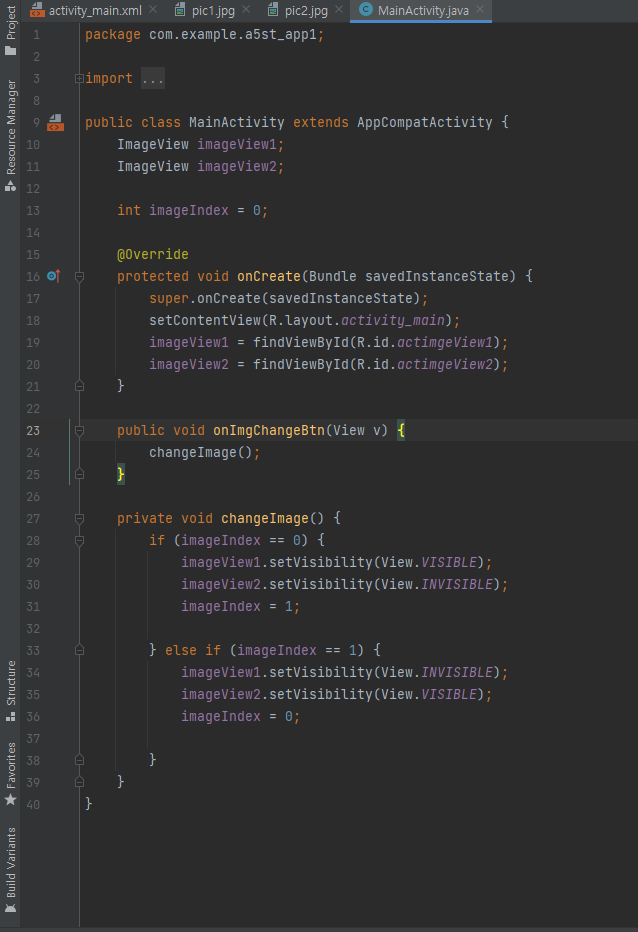 activity_main.xml pic1.jpg pic2.jpg MainActivity.java
Project
Resource Manager
Structure
Favorites
Build Variants
1 package com.example.a5st_app1;
2
3 import ...
8
9 public class MainActivity extends AppCompatActivity {
10 ImageView imageView1;
11 ImageView imageView2;
12
13 int imageIndex = 0;
14
15 @Override
16 protected void onCreate(Bundle savedInstanceState) {
17 super.onCreate(savedInstanceState);
18 setContentView(R.layout.activity_main);
19 imageView1 = findViewById(R.id.actimgeView1);
20 imageView2 = findViewById(R.id.actimgeView2);
21 }
22
23 public void onImgChangeBtn(View v) {
24 changeImage();
25 }
26
27 private void changeImage() {
28 if (imageIndex == 0) {
29 imageView1.setVisibility(View.VISIBLE);
30 imageView2.setVisibility(View.INVISIBLE);
31 imageIndex = 1;
32
33 } else if (imageIndex == 1) {
34 imageView1.setVisibility(View.INVISIBLE);
35 imageView2.setVisibility(View.VISIBLE);
36 imageIndex = 0;
37
38 }
39 }
40 }